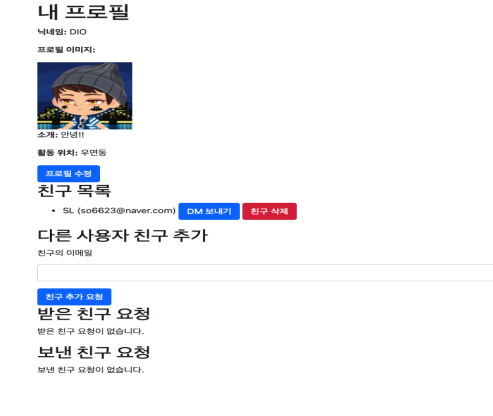 내 프로필
닉네임: DIO
프로필 이미지:
소개: 안녕!!
활동 위치: 우면동
프로필 수정
친구 목록
• SL (so6623@naver.com) DM 보내기 친구 삭제
다른 사용자 친구 추가
친구의 이메일
친구 추가 요청
받은 친구 요청
받은 친구 요청이 없습니다.
보낸 친구 요청
보낸 친구 요청이 없습니다.